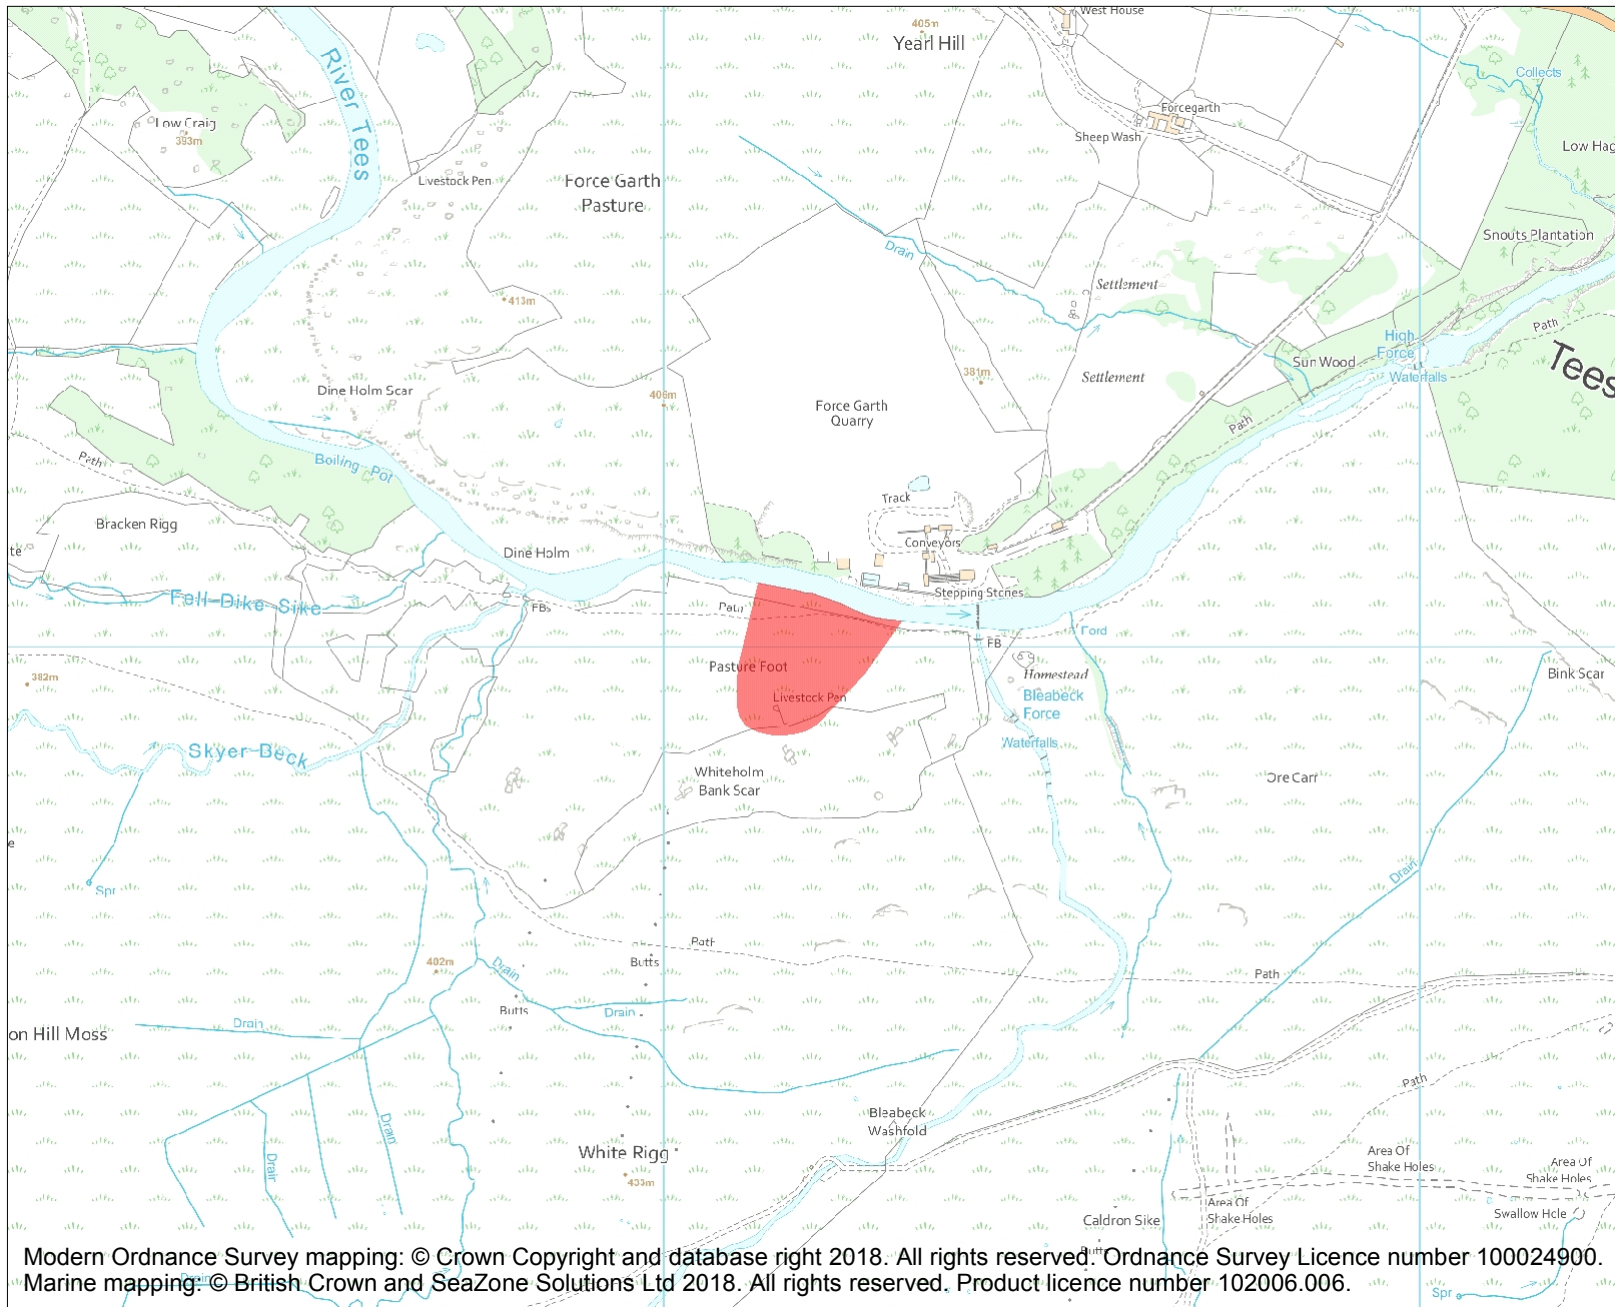 West House
405m
Yearl Hill
River Tees
Collects
Low Craig
393m
Forcegarth
Sheep Wash
Low Hag
Livestock Pen
Force Garth
Pasture
Snouts Plantation
Drain
Settlement
413m
High
Force
Waterfalls
Path
Tees
Sun Wood
381m
Settlement
Dine Holm Scar
406m
Force Garth
Quarry
Path
Path
Boiling Pot
Track
Bracken Rigg
Conveyors
te
Dine Holm
Stepping Stones
Fell Dike Sike
FBs
Path
Ford
FB
Pasture Foot
Homestead
Bink Scar
382m
Livestock Pen
Bleabeck
Force
Waterfalls
Skyer Beck
Whiteholm
Bank Scar
Ore Carr
e
Spr
Drain
Path
402m
Butts
Drain
Path
Butts
Drain
Drain
on Hill Moss
Path
Bleabeck
Washfold
Drain
White Rigg
433m
Drain
Area Of
Shake Holes
Area Of
Shake Holes
Area Of
Shake Holes
Swallow Hole
Caldron Sike
Butts
Modern Ordnance Survey mapping: © Crown Copyright and database right 2018. All rights reserved. Ordnance Survey Licence number 100024900.
Marine mapping: © British Crown and SeaZone Solutions Ltd 2018. All rights reserved. Product licence number 102006.006.
Drain
Spr